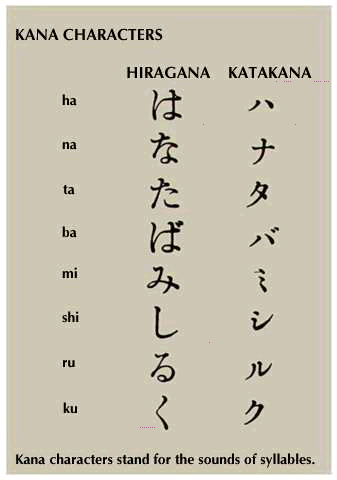 KANA CHARACTERS
HIRAGANA KATAKANA
ha は ハ
na な ナ
ta た タ
ba ば バ
mi み ミ
shi し シ
ru る ル
ku く ク
Kana characters stand for the sounds of syllables.